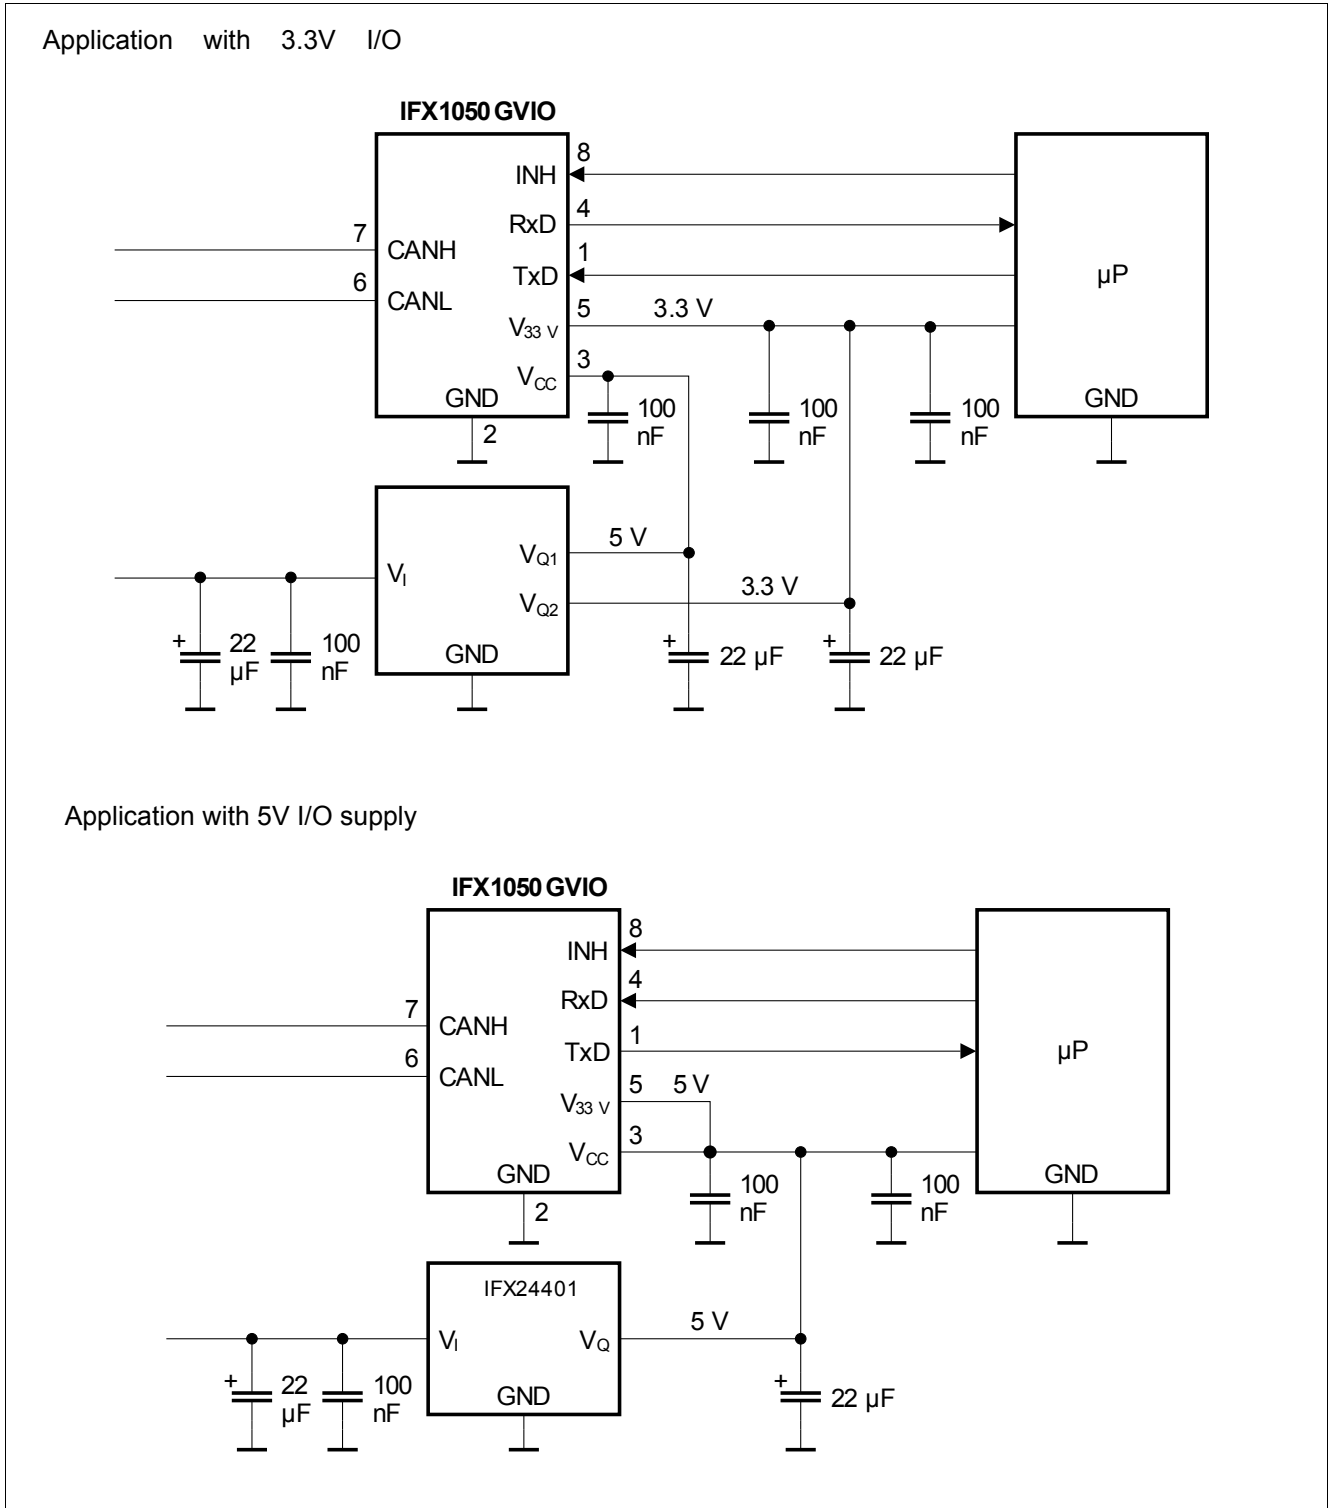 Application with 3.3V I/O
IFX1050 GVIO
8
INH
4
RxD
7
CANH
1
TxD
µP
6
CANL
5
3.3 V
V33 V
3
VCC
GND
100
nF
100
nF
100
nF
GND
2
5 V
VQ1
VI
3.3 V
VQ2
+
22
µF
100
nF
GND
+
22 µF
+
22 µF
Application with 5V I/O supply
IFX1050 GVIO
8
INH
4
RxD
7
CANH
1
TxD
µP
6
CANL
5
5 V
V33 V
3
VCC
GND
100
nF
100
nF
GND
2
IFX24401
5 V
VI
VQ
+
22
µF
100
nF
GND
+
22 µF